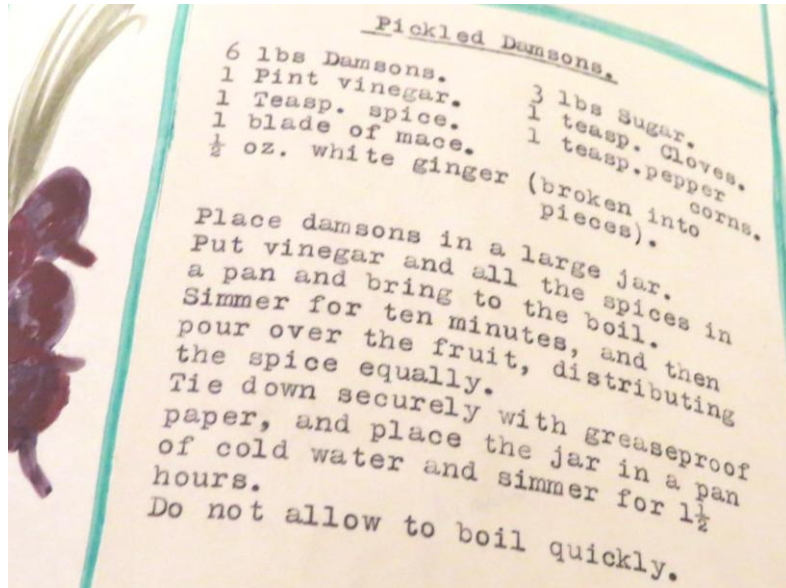 Pickled Damsons.
6 lbs Damsons. 3 lbs Sugar.
1 Pint vinegar. 1 teasp. Cloves.
1 Teasp. spice. 1 teasp.pepper
1 blade of mace. corns.
½ oz. white ginger (broken into
pieces).
Place damsons in a large jar.
Put vinegar and all the spices in
a pan and bring to the boil.
Simmer for ten minutes, and then
pour over the fruit, distributing
the spice equally.
Tie down securely with greaseproof
paper, and place the jar in a pan
of cold water and simmer for 1½
hours.
Do not allow to boil quickly.